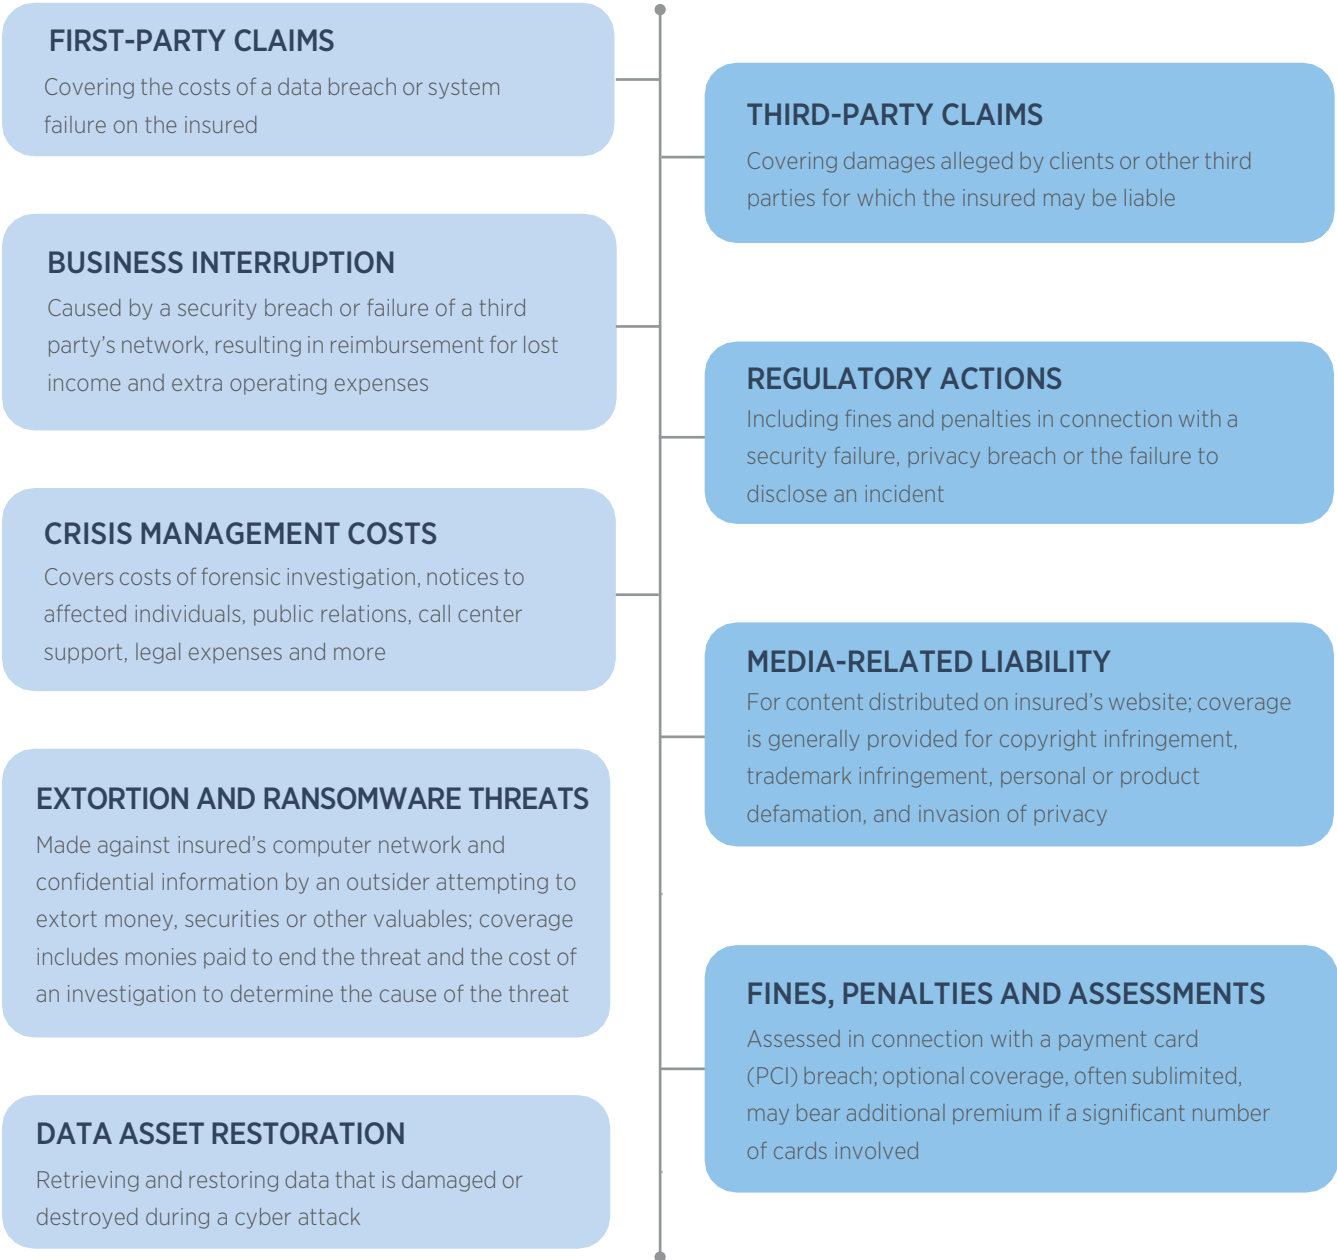 FIRST-PARTY CLAIMS
Covering the costs of a data breach or system
failure on the insured
THIRD-PARTY CLAIMS
Covering damages alleged by clients or other third
parties for which the insured may be liable
BUSINESS INTERRUPTION
Caused by a security breach or failure of a third
party’s network, resulting in reimbursement for lost
income and extra operating expenses
REGULATORY ACTIONS
Including fines and penalties in connection with a
security failure, privacy breach or the failure to
disclose an incident
CRISIS MANAGEMENT COSTS
Covers costs of forensic investigation, notices to
affected individuals, public relations, call center
support, legal expenses and more
MEDIA-RELATED LIABILITY
For content distributed on insured’s website; coverage
is generally provided for copyright infringement,
trademark infringement, personal or product
defamation, and invasion of privacy
EXTORTION AND RANSOMWARE THREATS
Made against insured’s computer network and
confidential information by an outsider attempting to
extort money, securities or other valuables; coverage
includes monies paid to end the threat and the cost of
an investigation to determine the cause of the threat
FINES, PENALTIES AND ASSESSMENTS
Assessed in connection with a payment card
(PCI) breach; optional coverage, often sublimited,
may bear additional premium if a significant number
of cards involved
DATA ASSET RESTORATION
Retrieving and restoring data that is damaged or
destroyed during a cyber attack